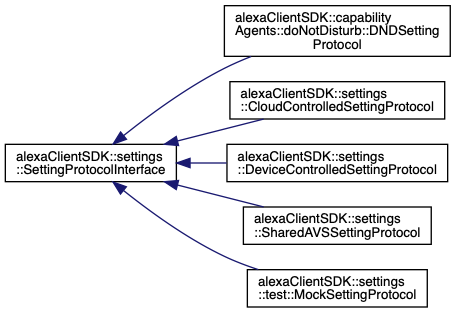 alexaClientSDK::capability
Agents::doNotDisturb::DNDSetting
Protocol
alexaClientSDK::settings
::CloudControlledSettingProtocol
alexaClientSDK::settings
::SettingProtocolInterface
alexaClientSDK::settings
::DeviceControlledSettingProtocol
alexaClientSDK::settings
::SharedAVSSettingProtocol
alexaClientSDK::settings
::test::MockSettingProtocol